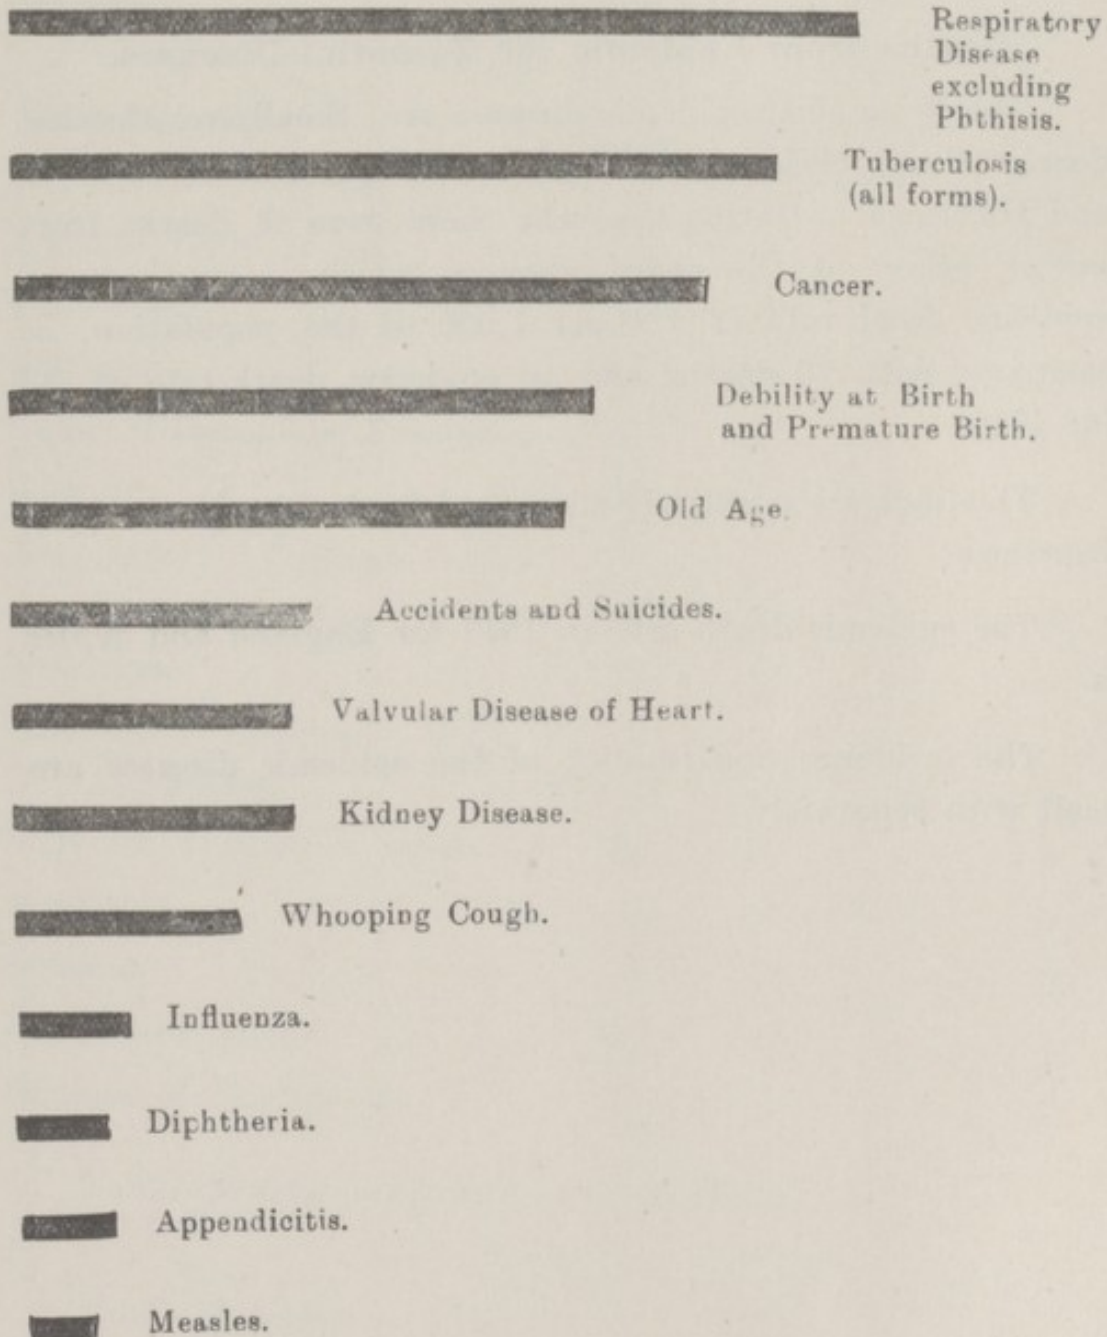 Respiratory
Disease
excluding
Phthisis.
Tuberculosis
(all forms).
Cancer.
Debility at Birth
and Premature Birth.
Old Age.
Accidents and Suicides.
Valvular Disease of Heart.
Kidney Disease.
Whooping Cough.
Influenza.
Diphtheria.
Appendicitis.
Measles.